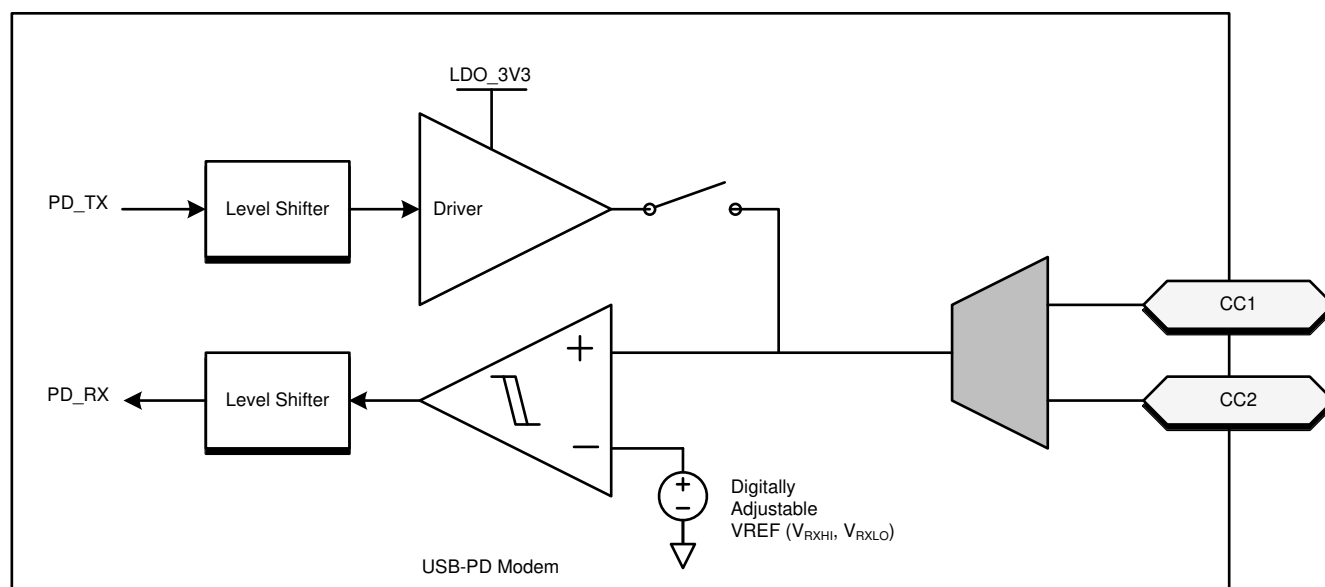 LDO_3V3
PD_TX
Level Shifter
Driver
CC1
+
PD_RX
Level Shifter
CC2
−
+
−
Digitally
Adjustable
VREF (VRXHI, VRXLO)
USB-PD Modem